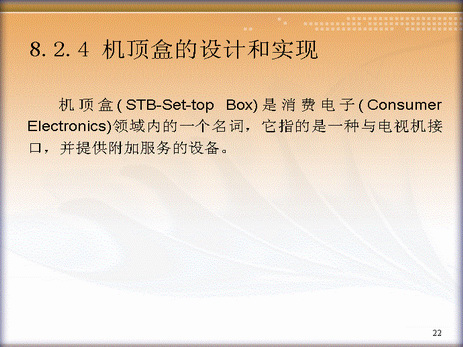 8.2.4 机顶盒的设计和实现
机顶盒(STB-Set-top Box)是消费电子(Consumer
Electronics)领域内的一个名词，它指的是一种与电视机接
口，并提供附加服务的设备。
22